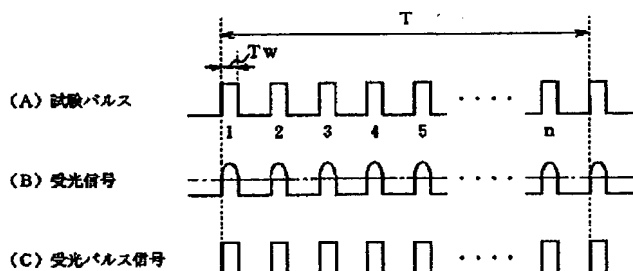 T
Tw
(A) 試験パルス
1 2 3 4 5 ・・・・ n
(B) 受光信号
・・・・
(C) 受光パルス信号
・・・・